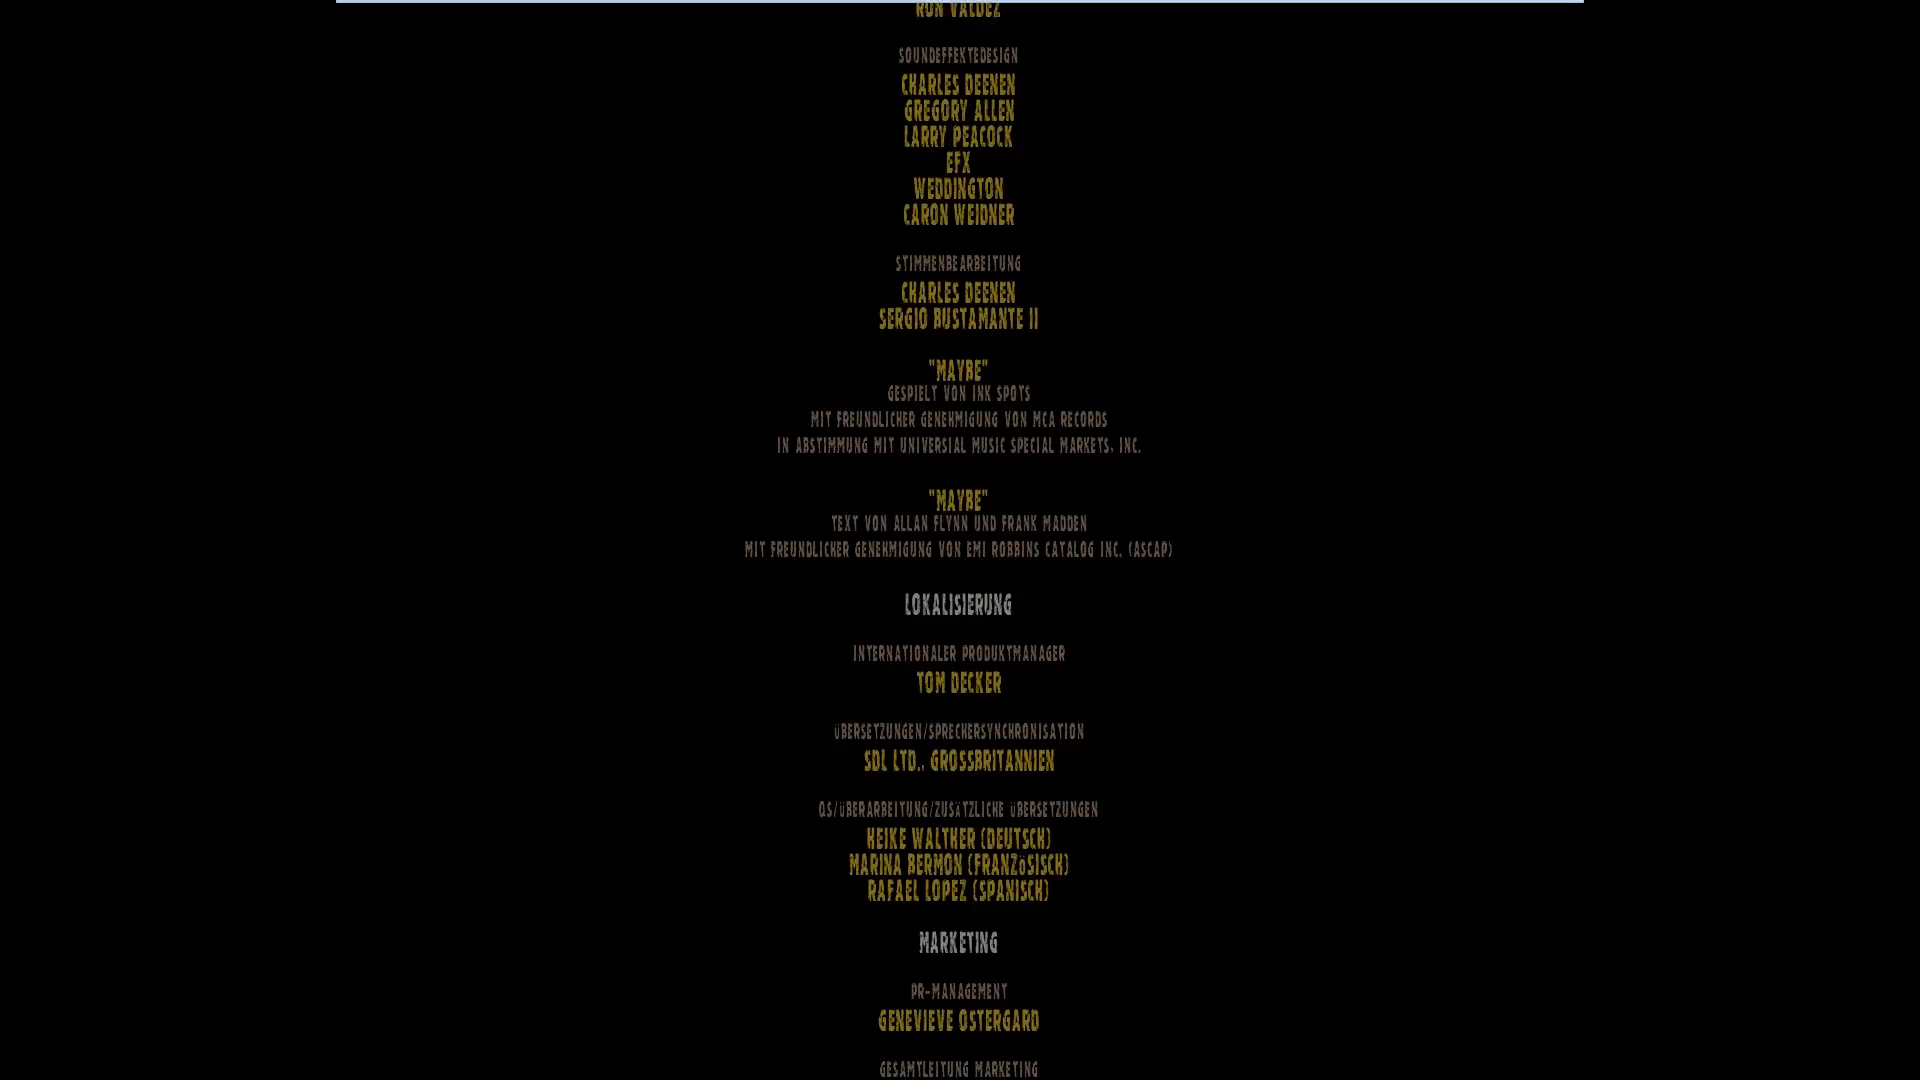 RON VALDEZ
SOUNDEFFEKTEDESIGN
CHARLES DEENEN
GREGORY ALLEN
LARRY PEACOCK
EFX
WEDDINGTON
CARON WEIDNER
STIMMENBEARBEITUNG
CHARLES DEENEN
SERGIO BUSTAMANTE II
"MAYBE"
GESPIELT VON INK SPOTS
MIT FREUNDLICHER GENEHMIGUNG VON MCA RECORDS
IN ABSTIMMUNG MIT UNIVERSIAL MUSIC SPECIAL MARKETS, INC.
"MAYBE"
TEXT VON ALLAN FLYNN UND FRANK MADDEN
MIT FREUNDLICHER GENEHMIGUNG VON EMI ROBBINS CATALOG INC. (ASCAP)
LOKALISIERUNG
INTERNATIONALER PRODUKTMANAGER
TOM DECKER
üBERSETZUNGEN/SPRECHERSYNCHRONISATION
SDL LTD., GROSSBRITANNIEN
QS/üBERARBEITUNG/ZUSäTZLICHE üBERSETZUNGEN
HEIKE WALTHER (DEUTSCH)
MARINA BERMON (FRANZöSISCH)
RAFAEL LOPEZ (SPANISCH)
MARKETING
PR-MANAGEMENT
GENEVIEVE OSTERGARD
GESAMTLEITUNG MARKETING